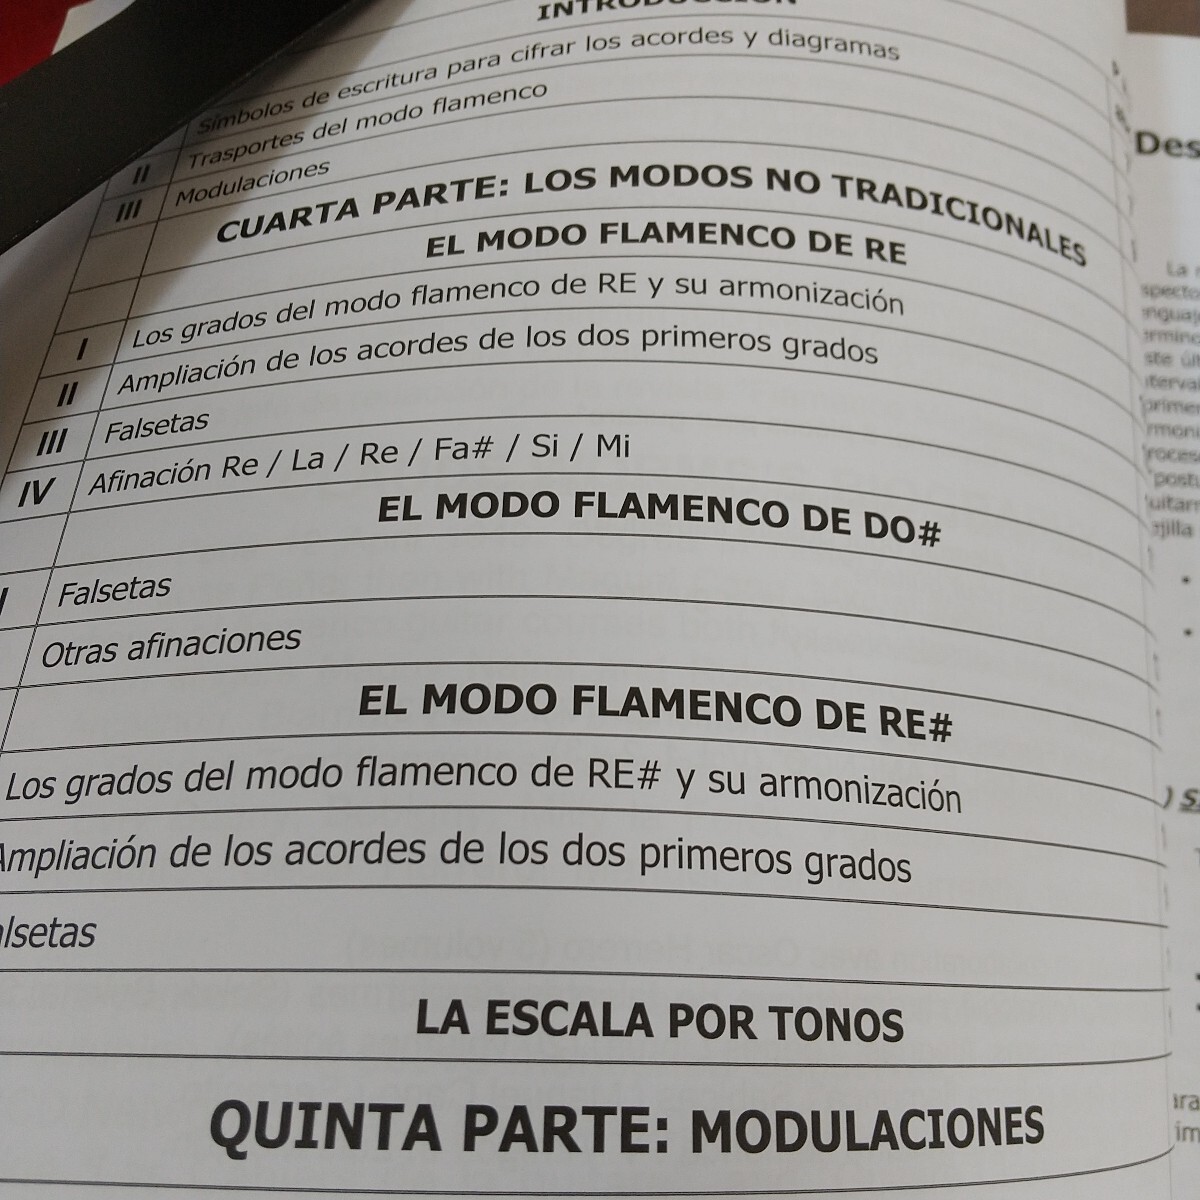 INTRODUCCIÓN
Símbolos de escritura para cifrar los acordes y diagramas
II Trasportes del modo flamenco
III Modulaciones
CUARTA PARTE: LOS MODOS NO TRADICIONALES
EL MODO FLAMENCO DE RE
I Los grados del modo flamenco de RE y su armonización
II Ampliación de los acordes de los dos primeros grados
III Falsetas
IV Afinación Re / La / Re / Fa# / Si / Mi
EL MODO FLAMENCO DE DO#
I Falsetas
Otras afinaciones
EL MODO FLAMENCO DE RE#
Los grados del modo flamenco de RE# y su armonización
Ampliación de los acordes de los dos primeros grados
alsetas
LA ESCALA POR TONOS
QUINTA PARTE: MODULACIONES
Des
La